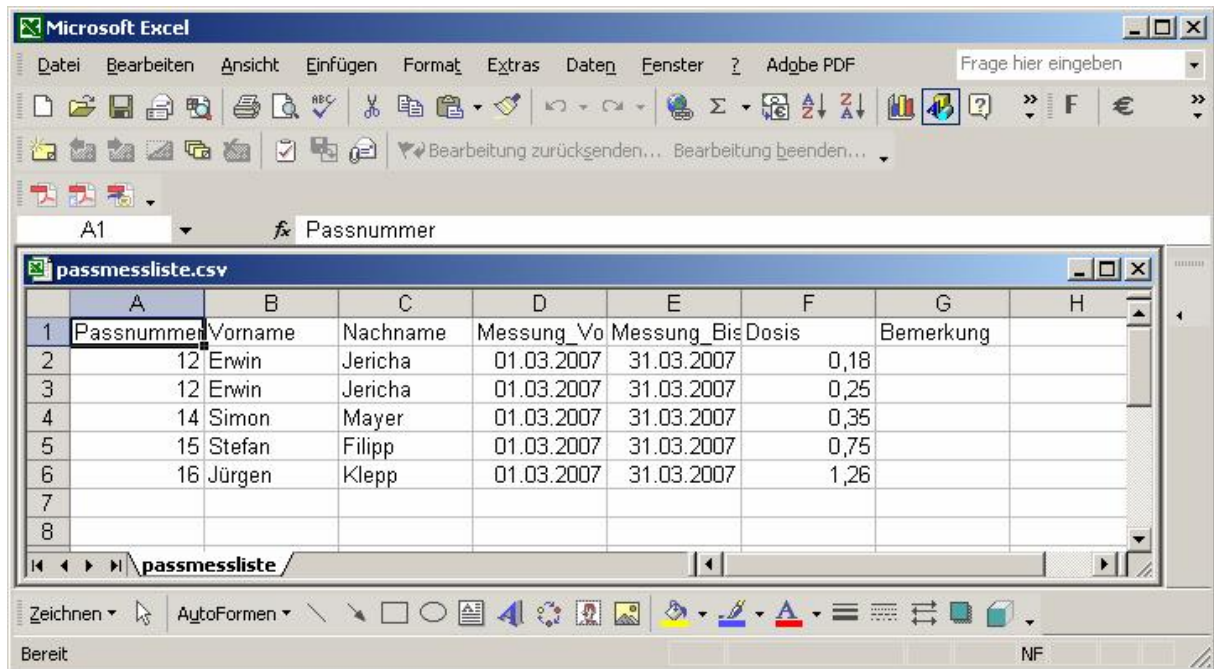 Microsoft Excel
Datei Bearbeiten Ansicht Einfügen Format Extras Daten Fenster ? Adobe PDF Frage hier eingeben
ABC Σ A Z Z A ? » F € »
Bearbeitung zurücksenden... Bearbeitung beenden...
A1 fx Passnummer
passmessliste.csv
A B C D E F G H
1 Passnummer Vorname Nachname Messung_Vo Messung_Bis Dosis Bemerkung
2 12 Erwin Jericha 01.03.2007 31.03.2007 0,18
3 12 Erwin Jericha 01.03.2007 31.03.2007 0,25
4 14 Simon Mayer 01.03.2007 31.03.2007 0,35
5 15 Stefan Filipp 01.03.2007 31.03.2007 0,75
6 16 Jürgen Klepp 01.03.2007 31.03.2007 1,26
7
8
passmessliste
Zeichnen AutoFormen A A
Bereit NF